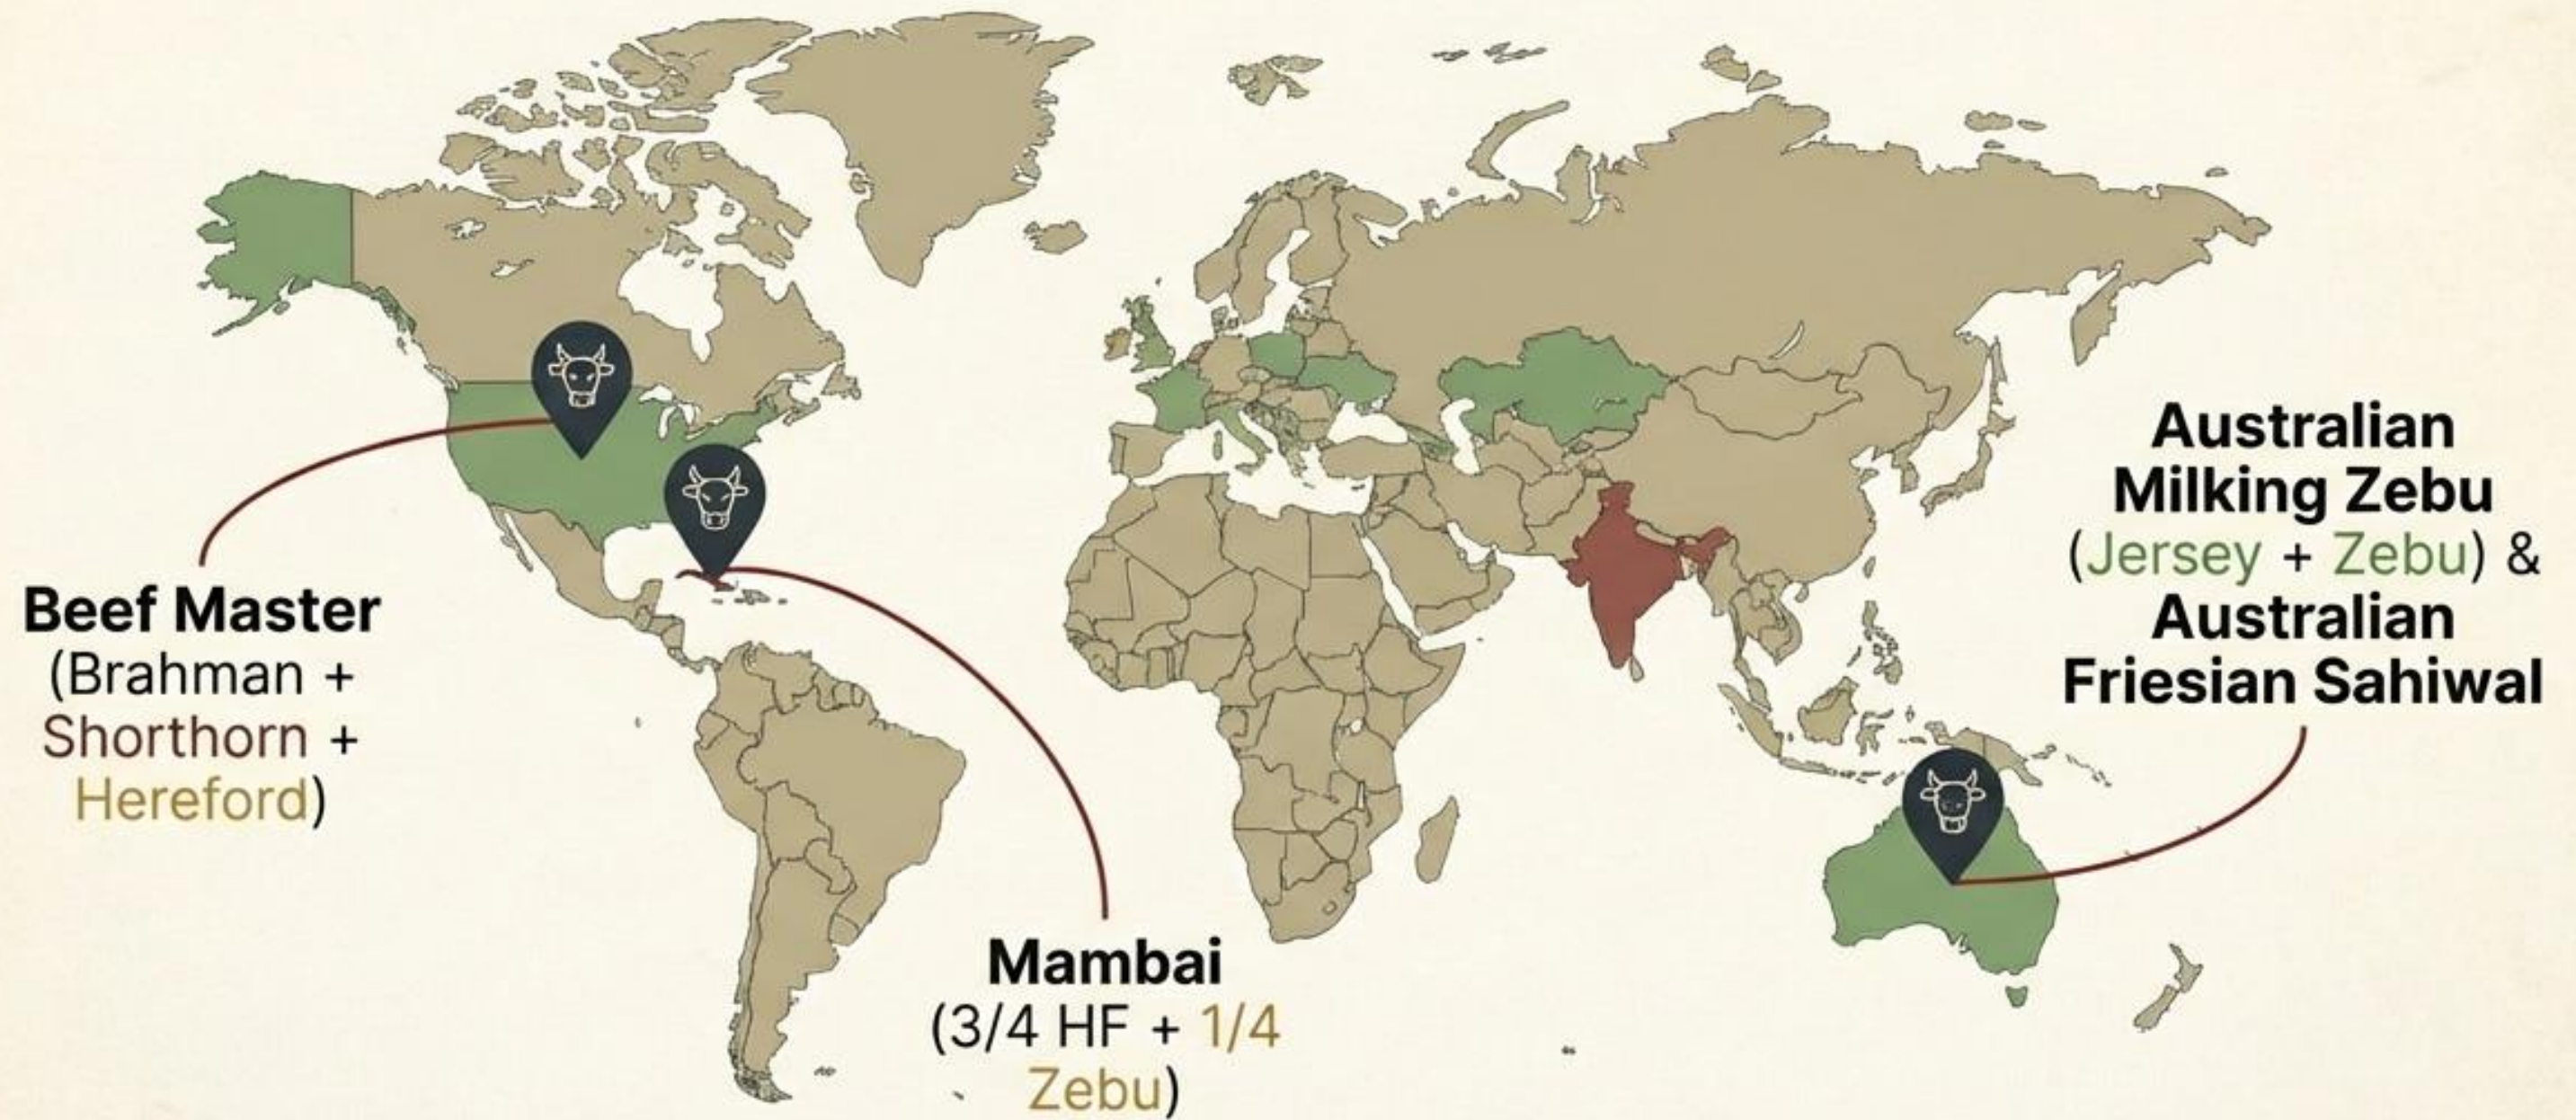 Beef Master
(Brahman +
Shorthorn +
Hereford)
Mambai
(3/4 HF + 1/4
Zebu)
Australian
Milking Zebu
(Jersey + Zebu) &
Australian
Friesian Sahiwal